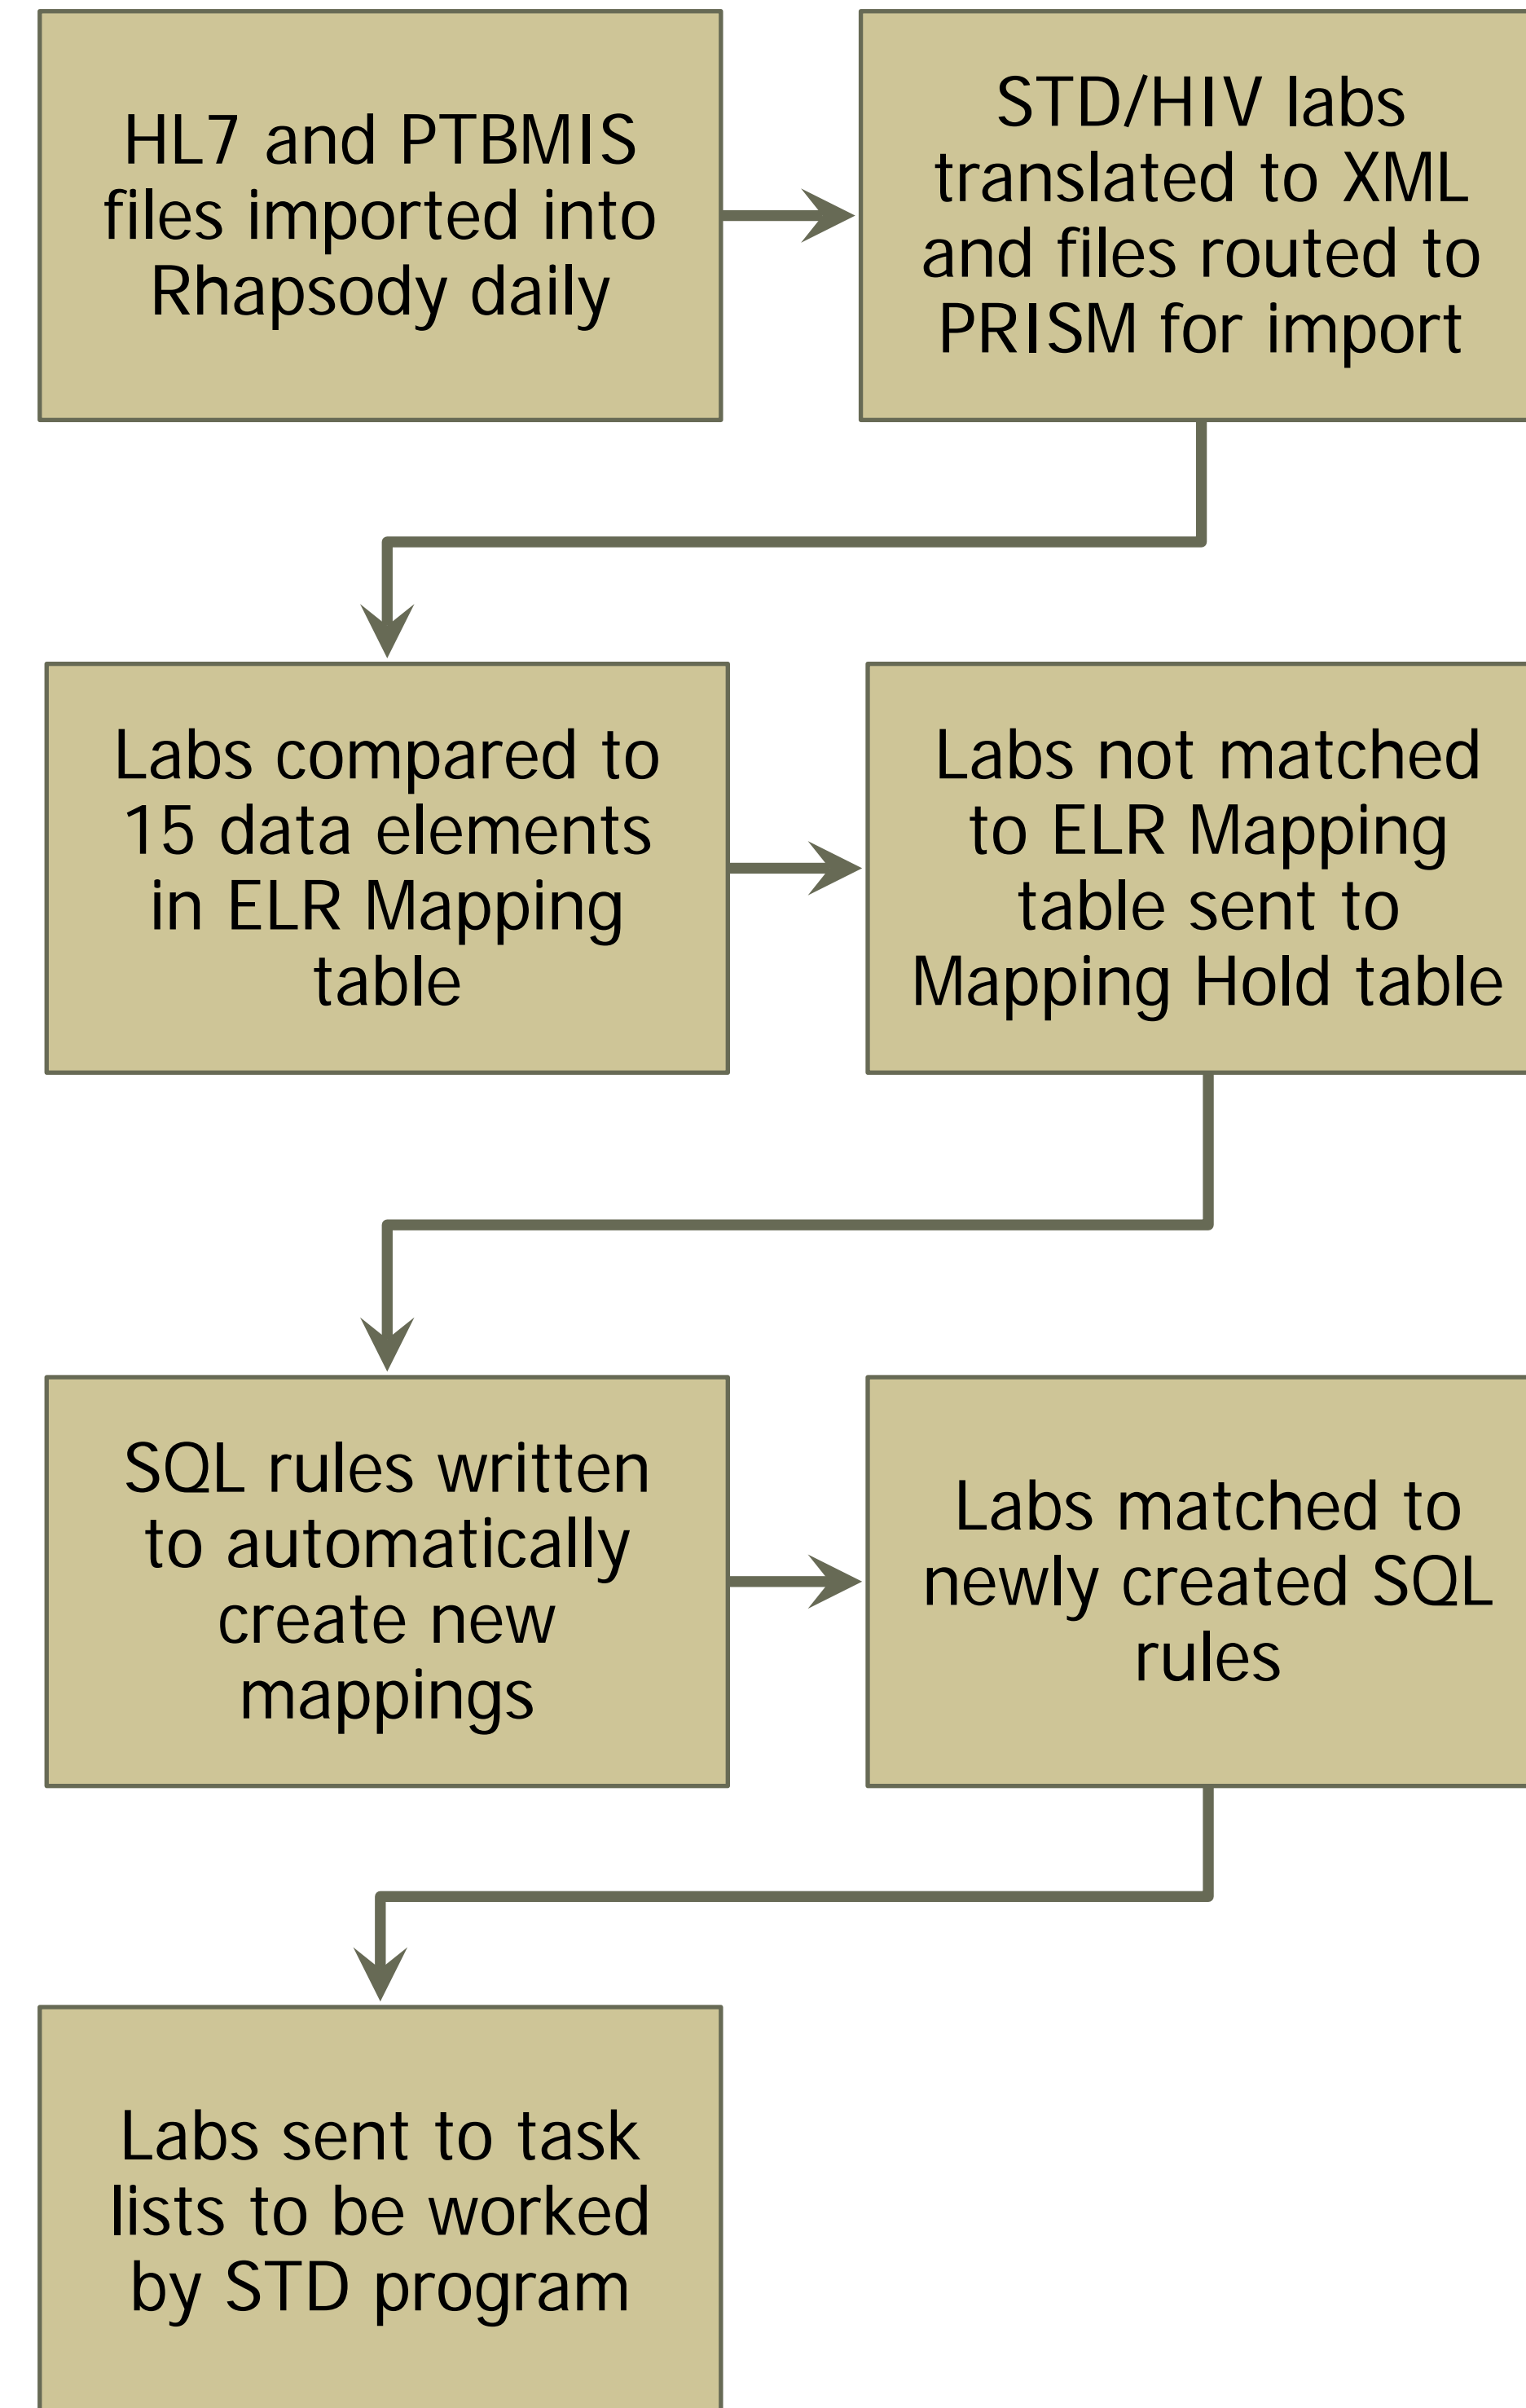 HL7 and PTBMIS
files imported into
Rhapsody daily
STD/HIV labs
translated to XML
and files routed to
PRISM for import
Labs compared to
15 data elements
in ELR Mapping
table
Labs not matched
to ELR Mapping
table sent to
Mapping Hold table
SQL rules written
to automatically
create new
mappings
Labs matched to
newly created SQL
rules
Labs sent to task
lists to be worked
by STD program